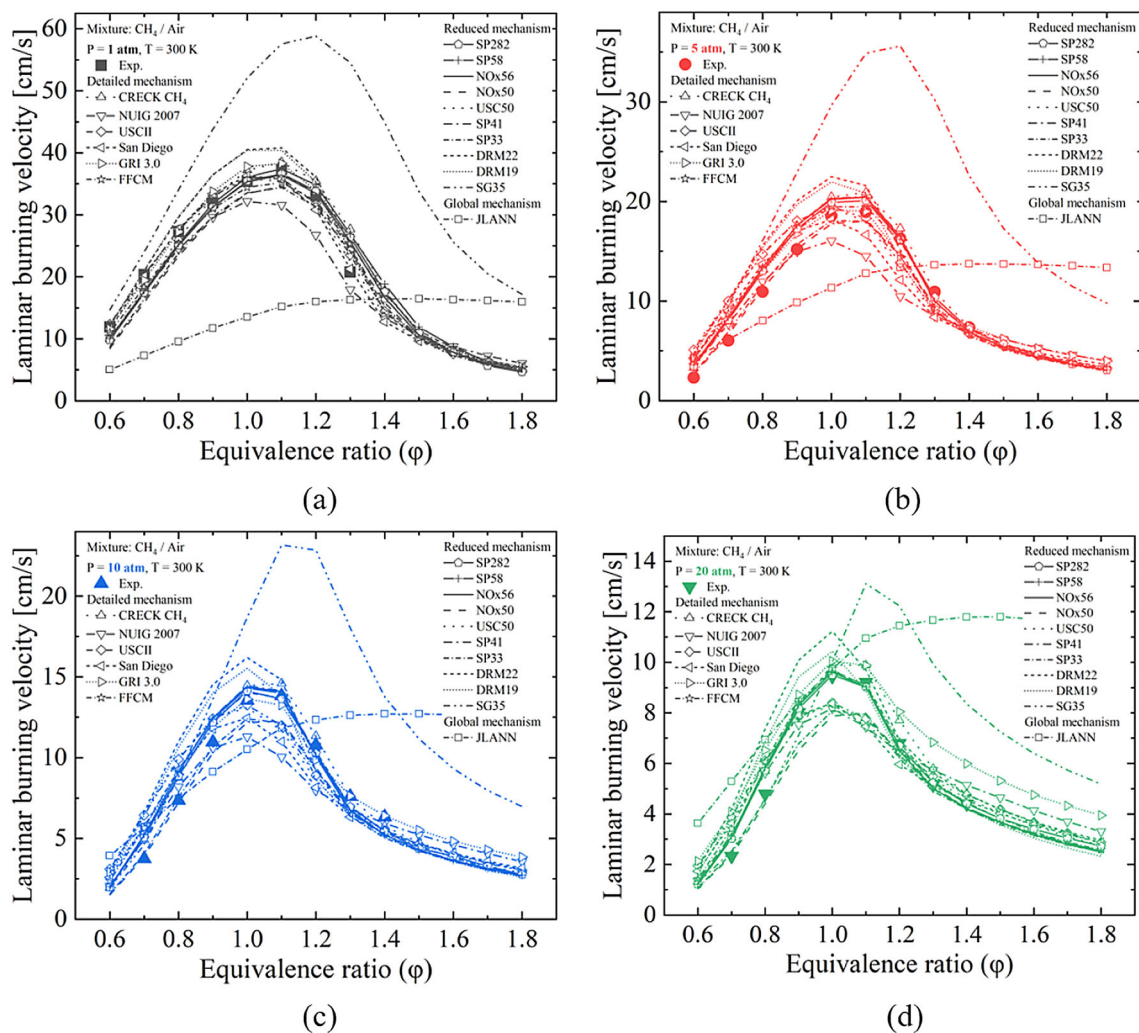 Mixture: CH₄ / Air
P = 1 atm, T = 300 K
Exp.
Detailed mechanism
CRECK CH₄
NUIG 2007
USCII
San Diego
GRI 3.0
FFCM
Reduced mechanism
SP282
SP58
NOx56
NOx50
USC50
SP41
SP33
DRM22
DRM19
SG35
Global mechanism
JLANN
Laminar burning velocity [cm/s]
60
50
40
30
20
10
0
0.6 0.8 1.0 1.2 1.4 1.6 1.8
Equivalence ratio (φ)
(a)
Mixture: CH₄ / Air
P = 5 atm, T = 300 K
Exp.
Detailed mechanism
CRECK CH₄
NUIG 2007
USCII
San Diego
GRI 3.0
FFCM
Reduced mechanism
SP282
SP58
NOx56
NOx50
USC50
SP41
SP33
DRM22
DRM19
SG35
Global mechanism
JLANN
Laminar burning velocity [cm/s]
30
20
10
0
0.6 0.8 1.0 1.2 1.4 1.6 1.8
Equivalence ratio (φ)
(b)
Mixture: CH₄ / Air
P = 10 atm, T = 300 K
Exp.
Detailed mechanism
CRECK CH₄
NUIG 2007
USCII
San Diego
GRI 3.0
FFCM
Reduced mechanism
SP282
SP58
NOx56
NOx50
USC50
SP41
SP33
DRM22
DRM19
SG35
Global mechanism
JLANN
Laminar burning velocity [cm/s]
20
15
10
5
0
0.6 0.8 1.0 1.2 1.4 1.6 1.8
Equivalence ratio (φ)
(c)
Mixture: CH₄ / Air
P = 20 atm, T = 300 K
Exp.
Detailed mechanism
CRECK CH₄
NUIG 2007
USCII
San Diego
GRI 3.0
FFCM
Reduced mechanism
SP282
SP58
NOx56
NOx50
USC50
SP41
SP33
DRM22
DRM19
SG35
Global mechanism
JLANN
Laminar burning velocity [cm/s]
14
12
10
8
6
4
2
0
0.6 0.8 1.0 1.2 1.4 1.6 1.8
Equivalence ratio (φ)
(d)